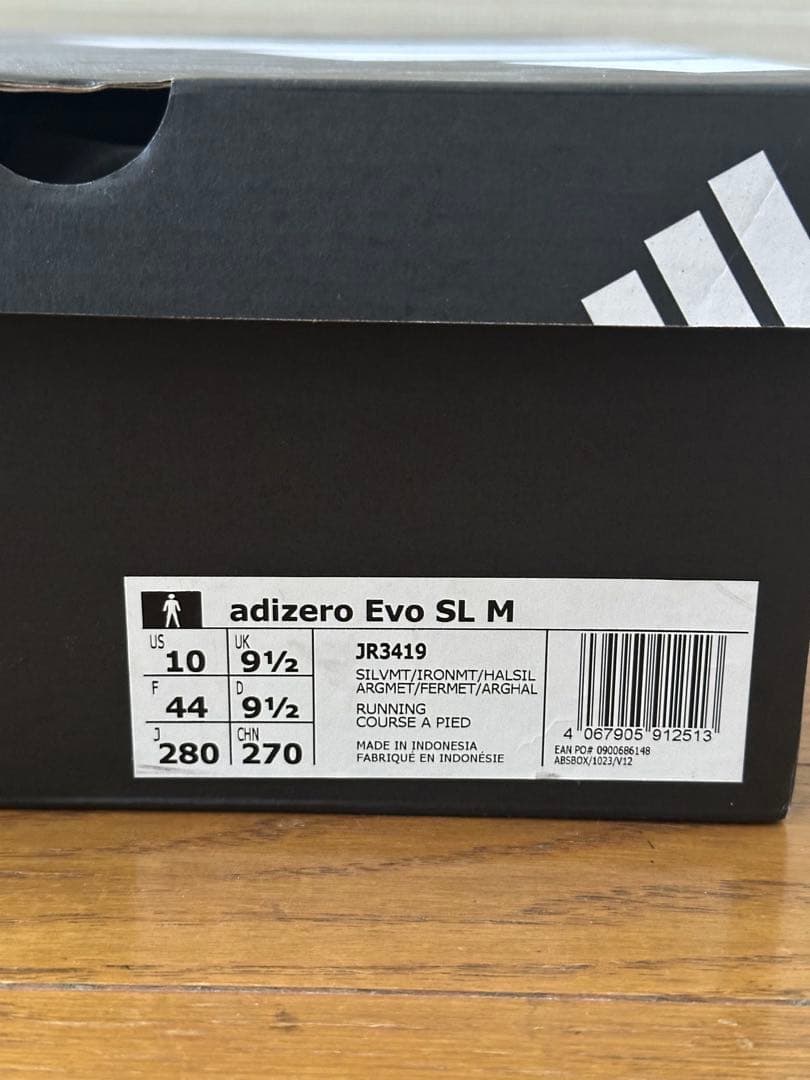 adizero Evo SL M
US 10 UK 9½
F 44 D 9½
J 280 CHN 270
JR3419
SILVMT/IRONMT/HALSIL
ARGMET/FERMET/ARGHAL
RUNNING
COURSE A PIED
MADE IN INDONESIA
FABRIQUÉ EN INDONÉSIE
4 067905 912513
EAN PO# 0900686148
ABSBOX/1023/V12